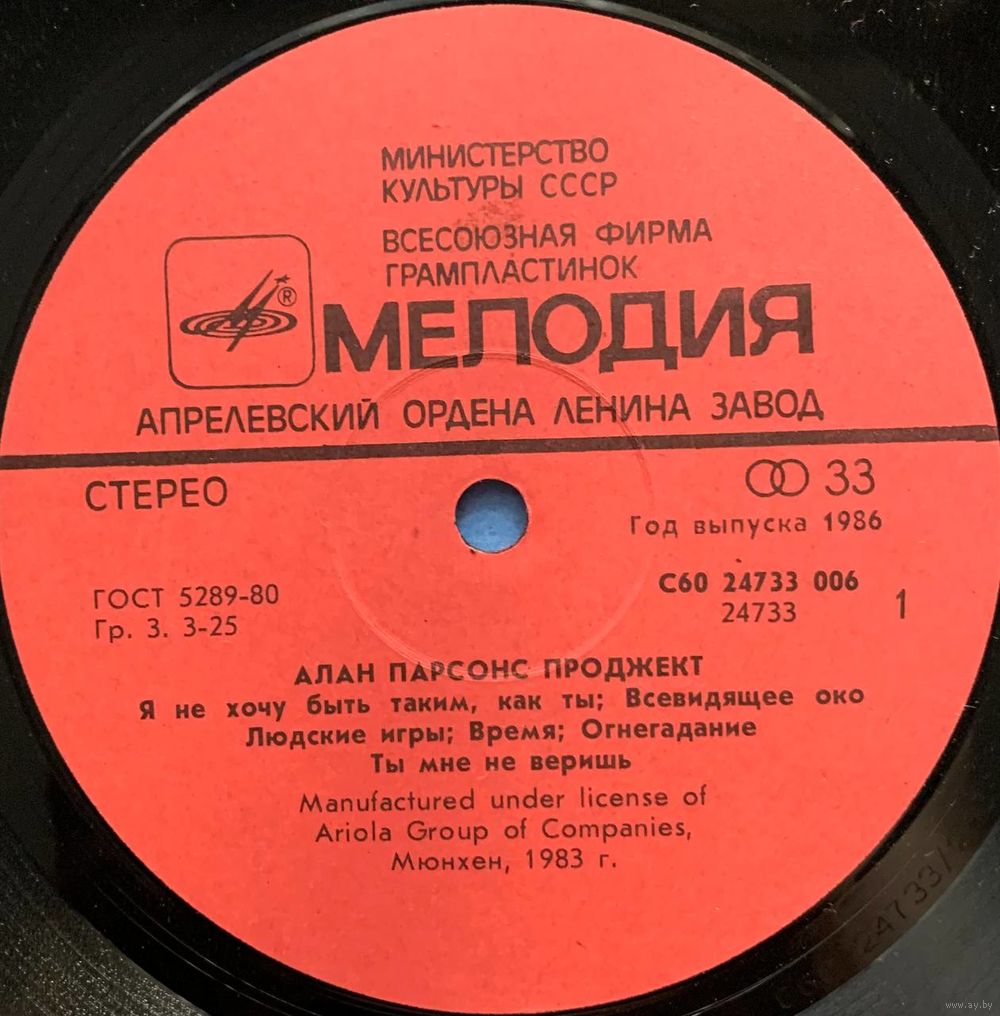 МИНИСТЕРСТВО
КУЛЬТУРЫ СССР
ВСЕСОЮЗНАЯ ФИРМА
ГРАМПЛАСТИНОК
®
МЕЛОДИЯ
АПРЕЛЕВСКИЙ ОРДЕНА ЛЕНИНА ЗАВОД
СТЕРЕО
33
Год выпуска 1986
ГОСТ 5289-80
Гр. 3. 3-25
С60 24733 006
24733
1
АЛАН ПАРСОНС ПРОДЖЕКТ
Я не хочу быть таким, как ты; Всевидящее око
Людские игры; Время; Огнегадание
Ты мне не веришь
Manufactured under license of
Ariola Group of Companies,
Мюнхен, 1983 г.
www.ay.by